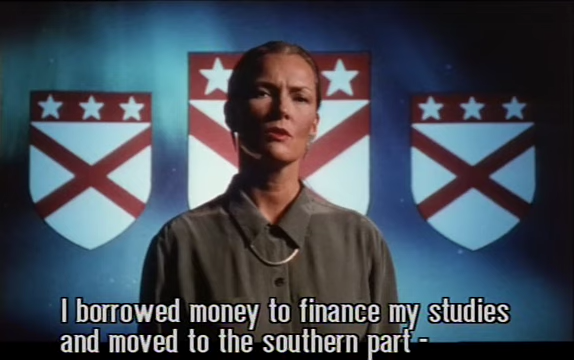 I borrowed money to finance my studies
and moved to the southern part -